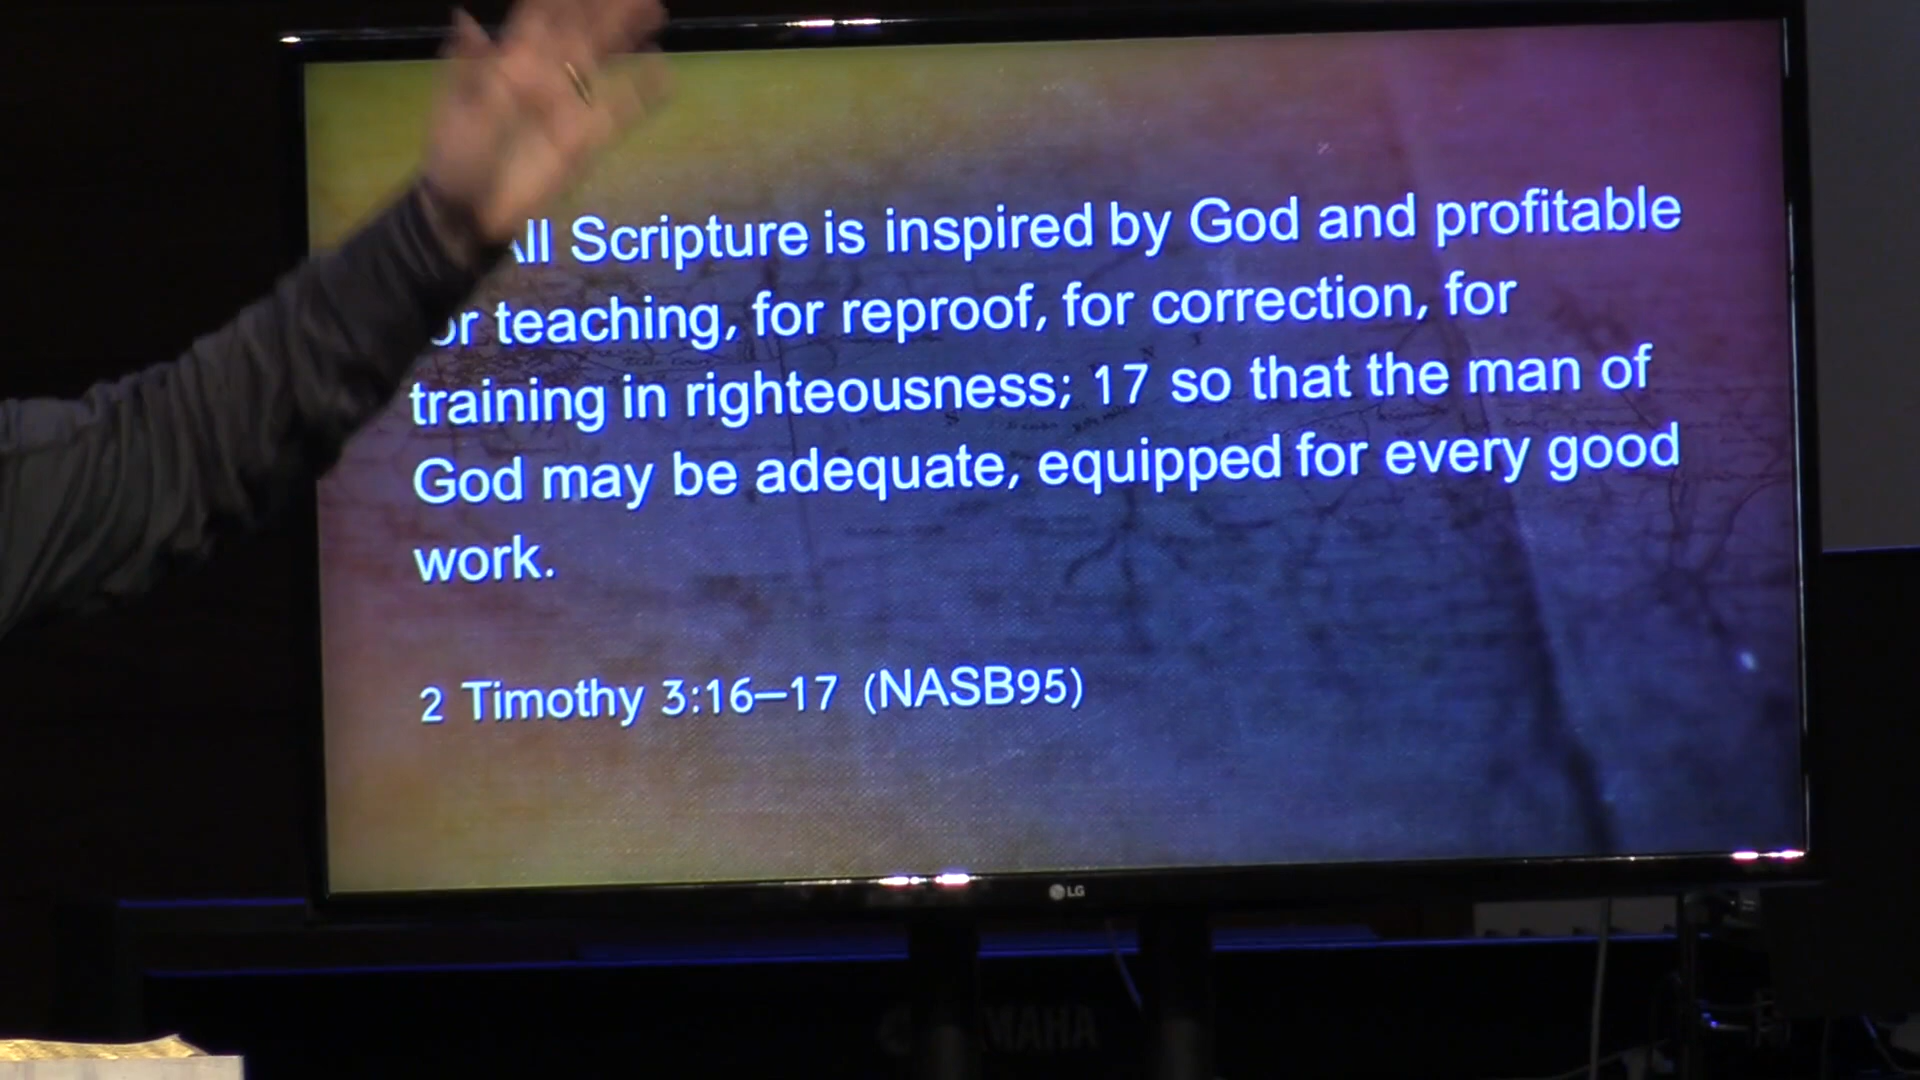 All Scripture is inspired by God and profitable
for teaching, for reproof, for correction, for
training in righteousness; 17 so that the man of
God may be adequate, equipped for every good
work.
2 Timothy 3:16–17 (NASB95)
LG
YAMAHA